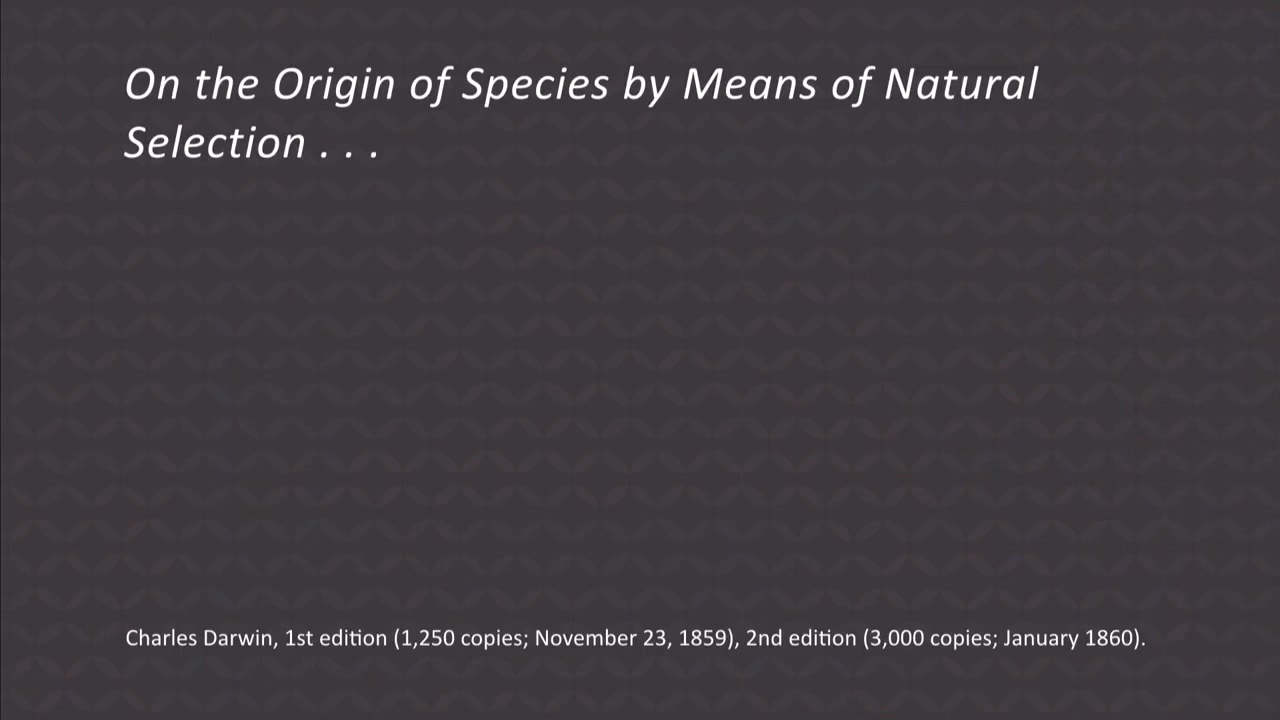 On the Origin of Species by Means of Natural
Selection . . .
Charles Darwin, 1st edition (1,250 copies; November 23, 1859), 2nd edition (3,000 copies; January 1860).